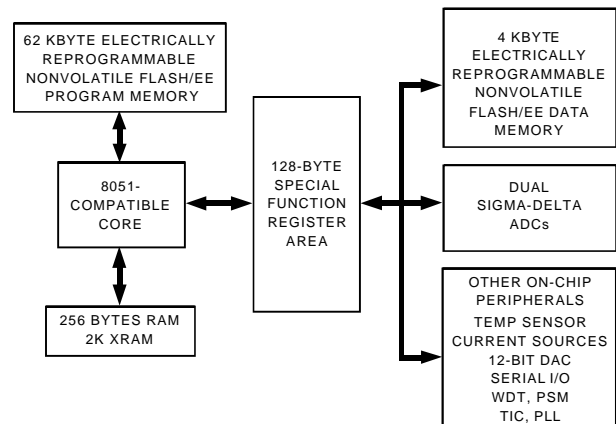 62 KBYTE ELECTRICALLY
REPROGRAMMABLE
NONVOLATILE FLASH/EE
PROGRAM MEMORY
8051-
COMPATIBLE
CORE
256 BYTES RAM
2K XRAM
128-BYTE
SPECIAL
FUNCTION
REGISTER
AREA
4 KBYTE
ELECTRICALLY
REPROGRAMMABLE
NONVOLATILE
FLASH/EE DATA
MEMORY
DUAL
SIGMA-DELTA
ADCs
OTHER ON-CHIP
PERIPHERALS
TEMP SENSOR
CURRENT SOURCES
12-BIT DAC
SERIAL I/O
WDT, PSM
TIC, PLL